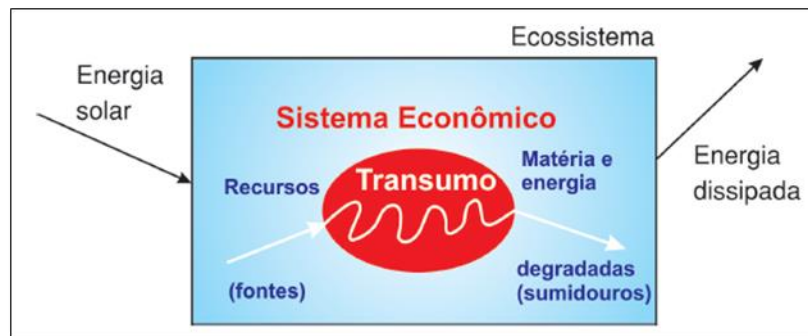 Ecossistema
Energia
solar
Sistema Econômico
Recursos
Transumo
Matéria e
energia
Energia
dissipada
(fontes)
degradadas
(sumidouros)